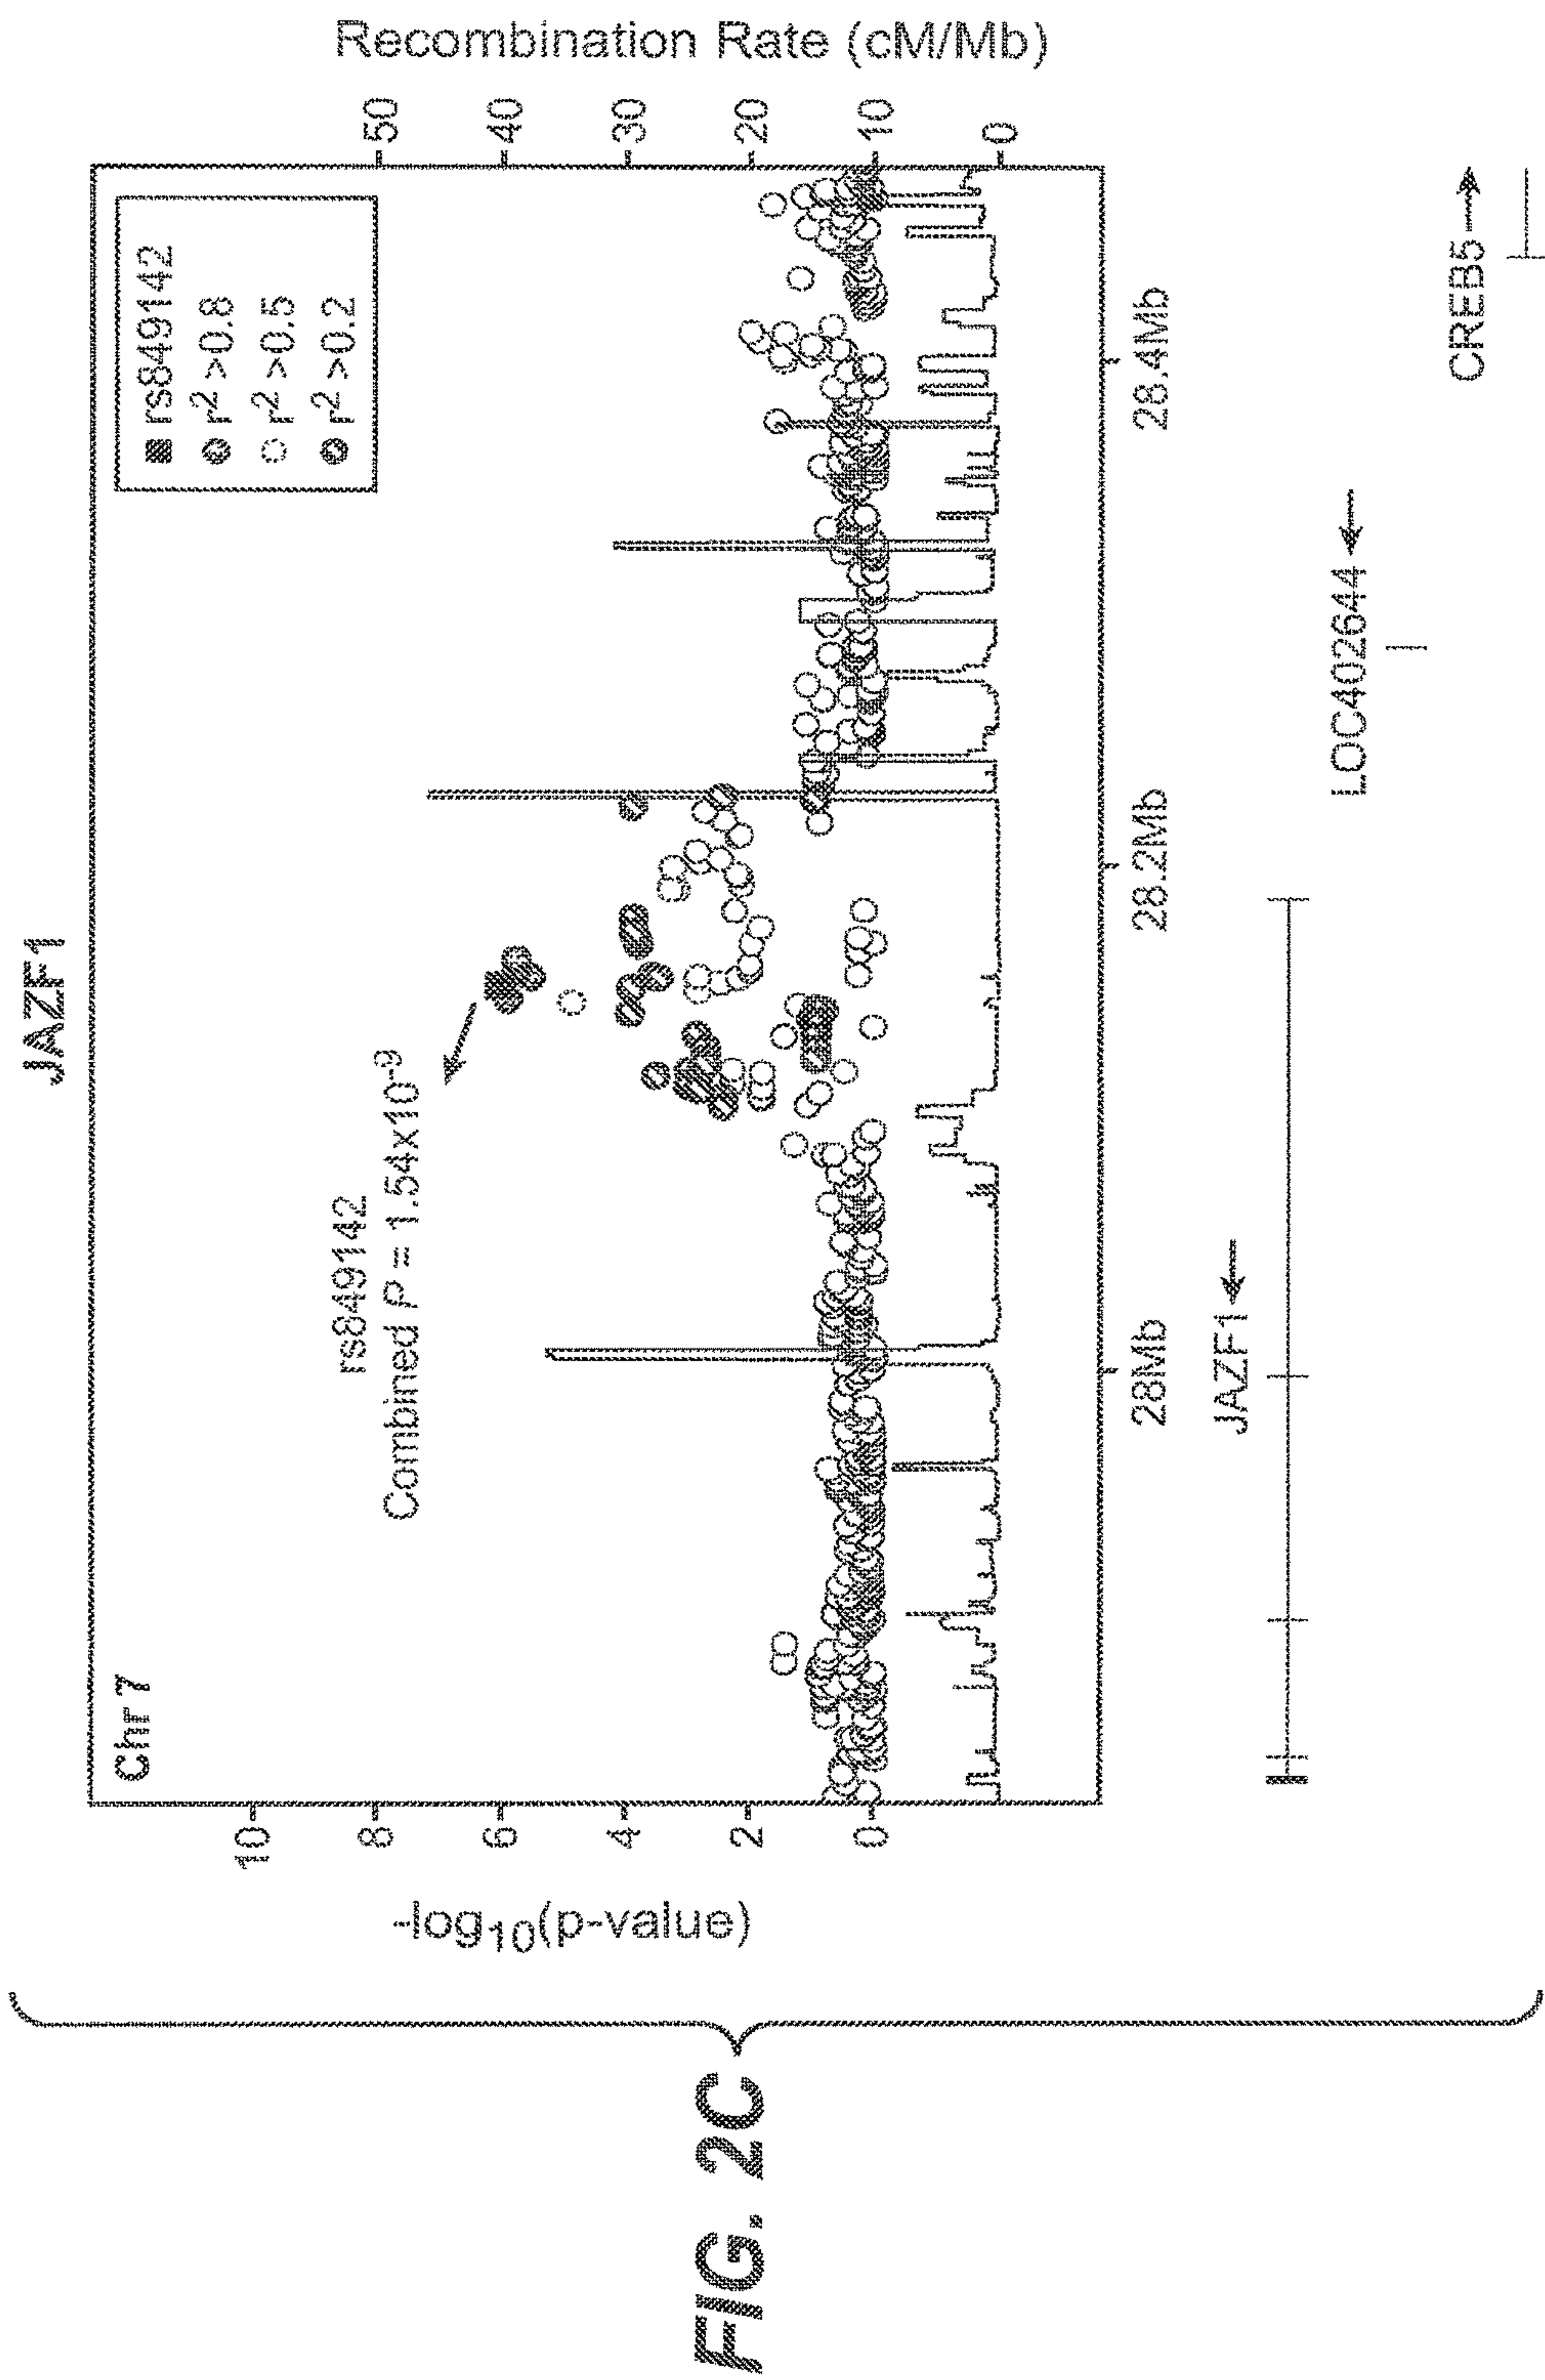 JAZF1
Chr 7
rs849142
r² >0.8
r² >0.5
r² >0.2
rs849142
Combined P = 1.54x10⁻⁹
-log₁₀(p-value)
10
8
6
4
2
0
Recombination Rate (cM/Mb)
50
40
30
20
10
0
28Mb
28.2Mb
28.4Mb
JAZF1
LOC402644
CREB5
FIG. 2C